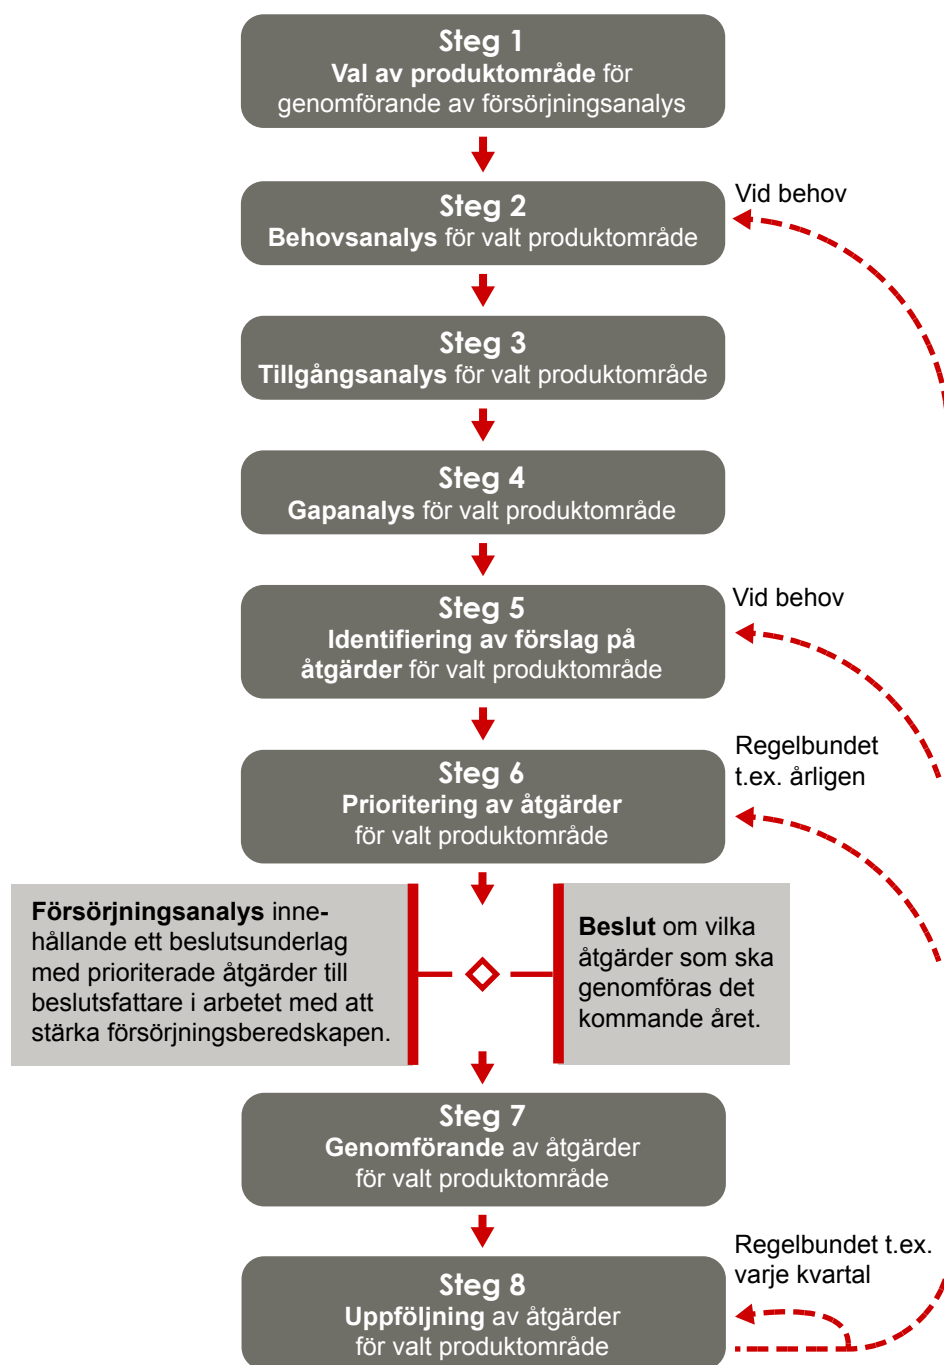 Steg 1
Val av produktområde för
genomförande av försörjningsanalys
Steg 2
Behovsanalys för valt produktområde
Vid behov
Steg 3
Tillgångsanalys för valt produktområde
Steg 4
Gapanalys för valt produktområde
Steg 5
Identifiering av förslag på
åtgärder för valt produktområde
Vid behov
Steg 6
Prioritering av åtgärder
för valt produktområde
Regelbundet
t.ex. årligen
Försörjningsanalys inne-
hållande ett beslutsunderlag
med prioriterade åtgärder till
beslutsfattare i arbetet med att
stärka försörjningsberedskapen.
Beslut om vilka
åtgärder som ska
genomföras det
kommande året.
Steg 7
Genomförande av åtgärder
för valt produktområde
Steg 8
Uppföljning av åtgärder
för valt produktområde
Regelbundet t.ex.
varje kvartal